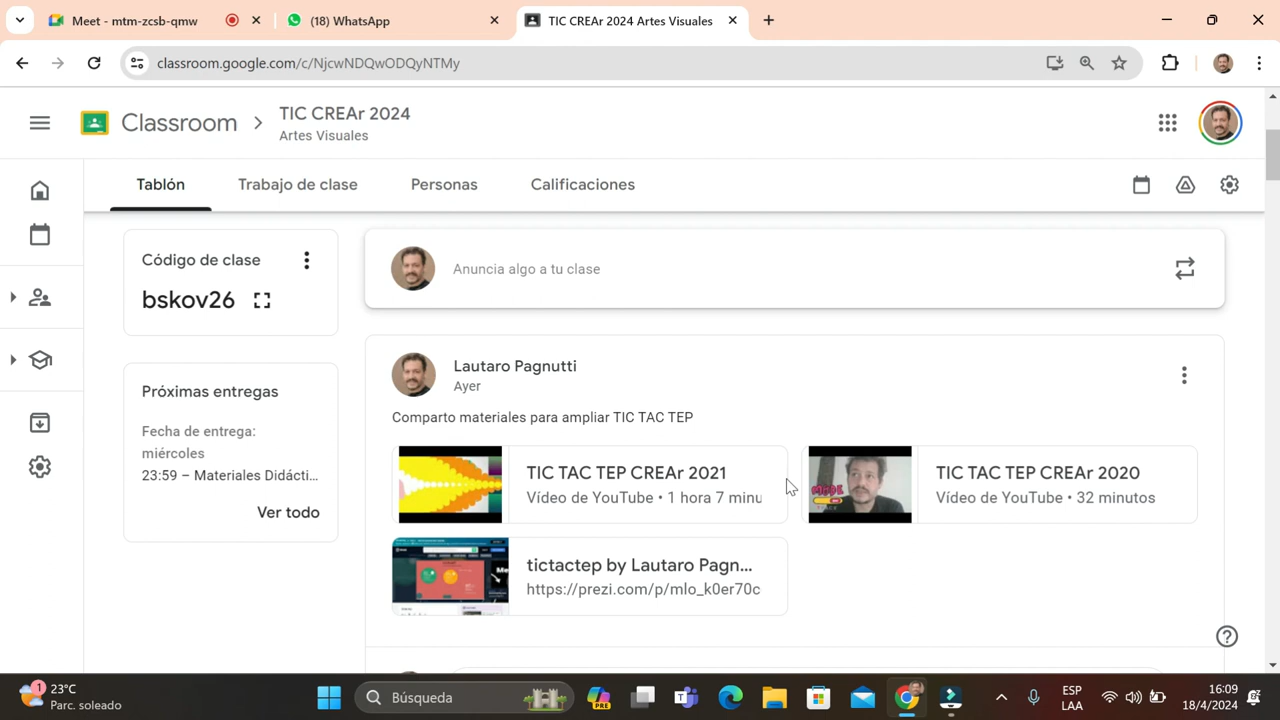 Meet - mtm-zcsb-qmw
(18) WhatsApp
TIC CREAr 2024 Artes Visuales
classroom.google.com/c/NjcwNDQwODQyNTMy
Classroom
TIC CREAr 2024
Artes Visuales
Tablón
Trabajo de clase
Personas
Calificaciones
Código de clase
bskov26
Anuncia algo a tu clase
Próximas entregas
Fecha de entrega:
miércoles
23:59 – Materiales Didácti...
Ver todo
Lautaro Pagnutti
Ayer
Comparto materiales para ampliar TIC TAC TEP
TIC TAC TEP CREAr 2021
Vídeo de YouTube • 1 hora 7 minu
TIC TAC TEP CREAr 2020
Vídeo de YouTube • 32 minutos
tictactep by Lautaro Pagn...
https://prezi.com/p/mlo_k0er70c
1
23°C
Parc. soleado
Búsqueda
PRE
ESP
LAA
16:09
18/4/2024